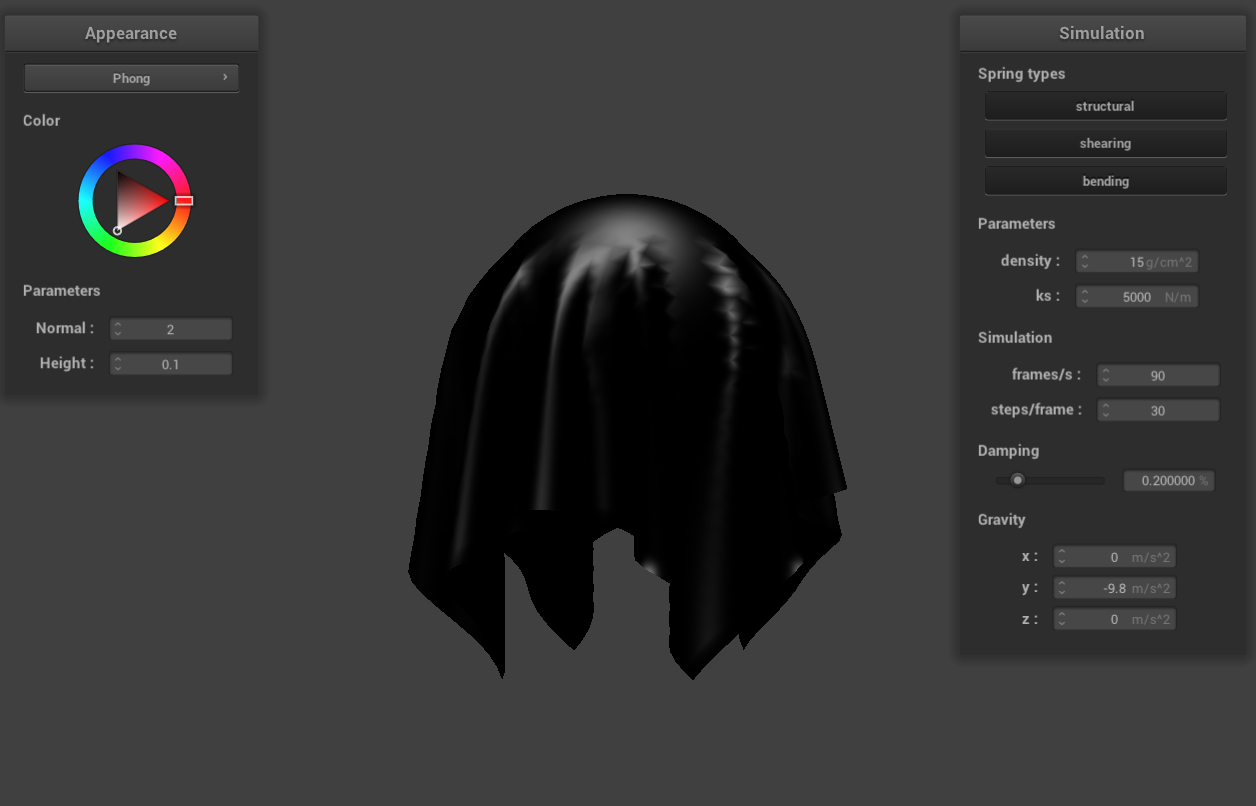 Appearance
Phong
Color
Parameters
Normal :
2
Height :
0.1
Simulation
Spring types
structural
shearing
bending
Parameters
density :
15 g/cm^2
ks :
5000 N/m
Simulation
frames/s :
90
steps/frame :
30
Damping
0.200000 %
Gravity
x :
0 m/s^2
y :
-9.8 m/s^2
z :
0 m/s^2